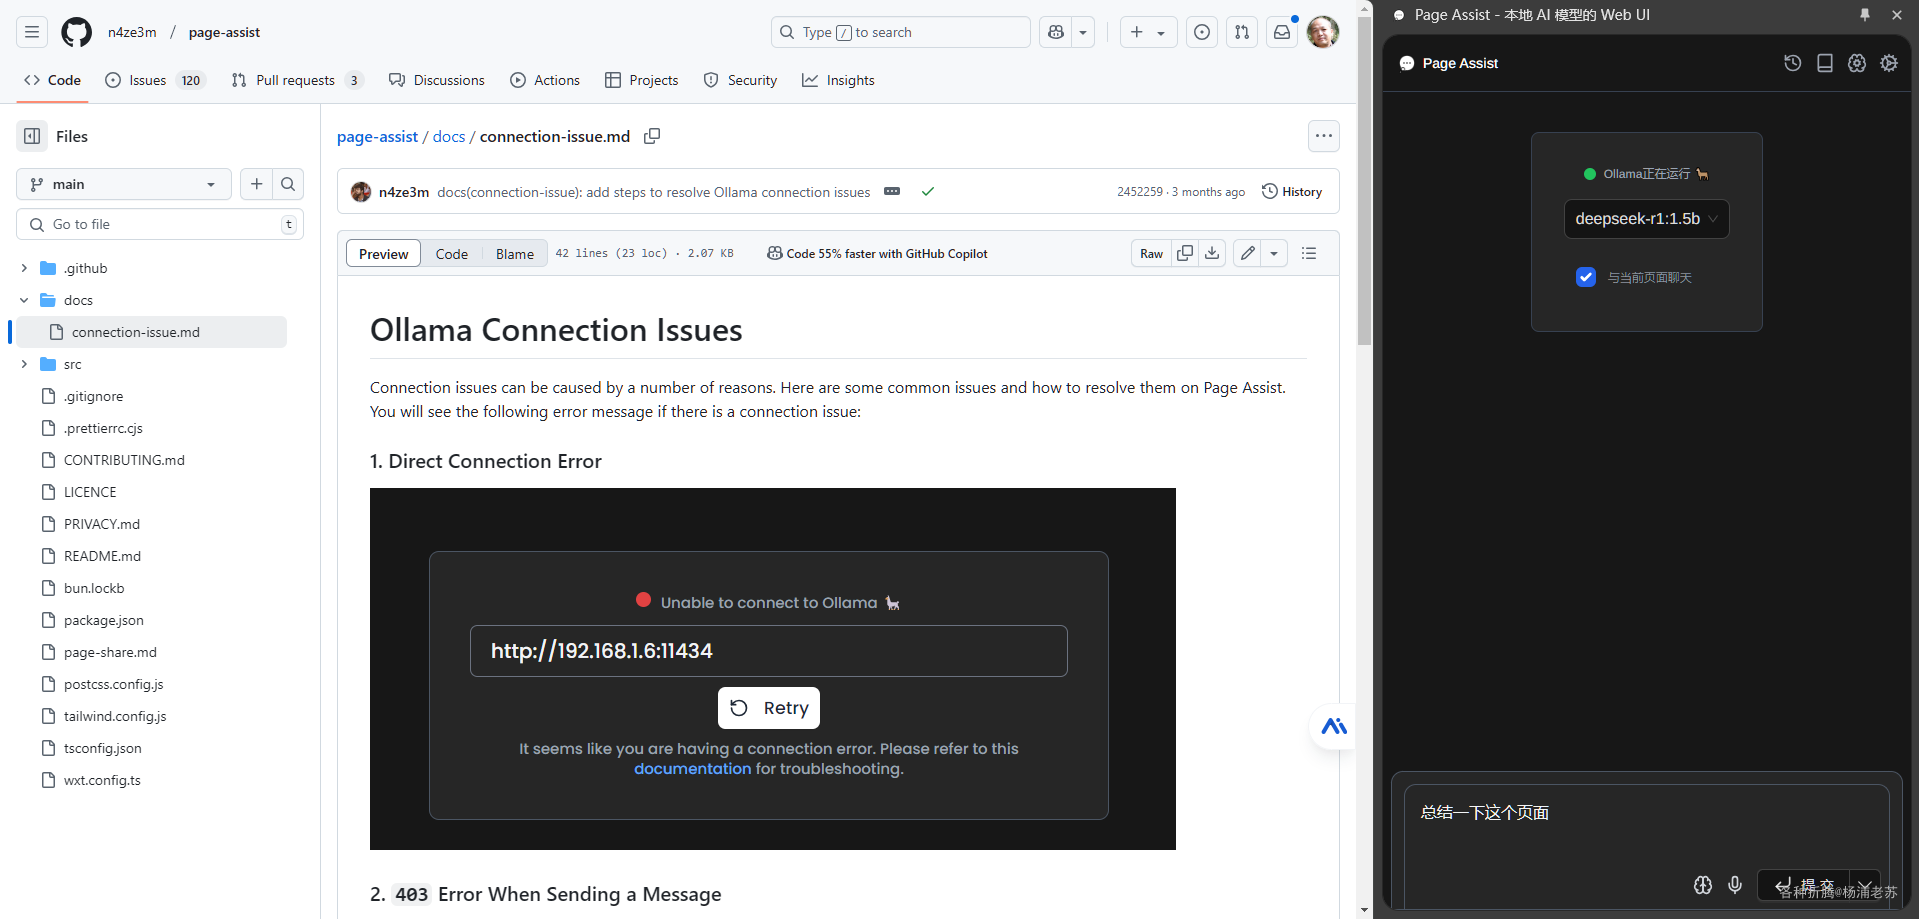 n4ze3m / page-assist
Type / to search
Code
Issues 120
Pull requests 3
Discussions
Actions
Projects
Security
Insights
Files
main
Go to file
t
.github
docs
connection-issue.md
src
.gitignore
.prettierrc.cjs
CONTRIBUTING.md
LICENCE
PRIVACY.md
README.md
bun.lockb
package.json
page-share.md
postcss.config.js
tailwind.config.js
tsconfig.json
wxt.config.ts
page-assist / docs / connection-issue.md
n4ze3m docs(connection-issue): add steps to resolve Ollama connection issues
2452259 · 3 months ago
History
Preview
Code
Blame
42 lines (23 loc) · 2.07 KB
Code 55% faster with GitHub Copilot
Raw
Ollama Connection Issues
Connection issues can be caused by a number of reasons. Here are some common issues and how to resolve them on Page Assist.
You will see the following error message if there is a connection issue:
1. Direct Connection Error
Unable to connect to Ollama
http://192.168.1.6:11434
Retry
It seems like you are having a connection error. Please refer to this
documentation for troubleshooting.
2. 403 Error When Sending a Message
Page Assist - 本地 AI 模型的 Web UI
Page Assist
Ollama正在运行
deepseek-r1:1.5b
与当前页面聊天
总结一下这个页面
提交
各种折腾@杨浦老苏